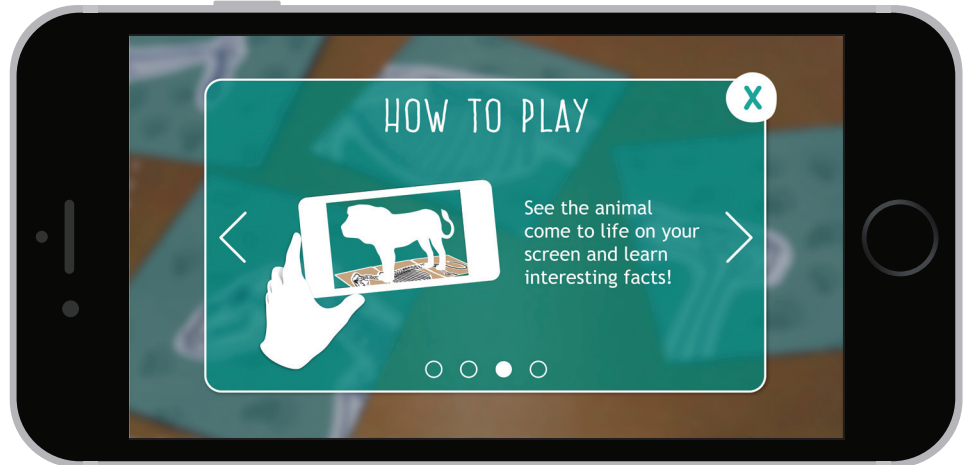 HOW TO PLAY
X
See the animal
come to life on your
screen and learn
interesting facts!